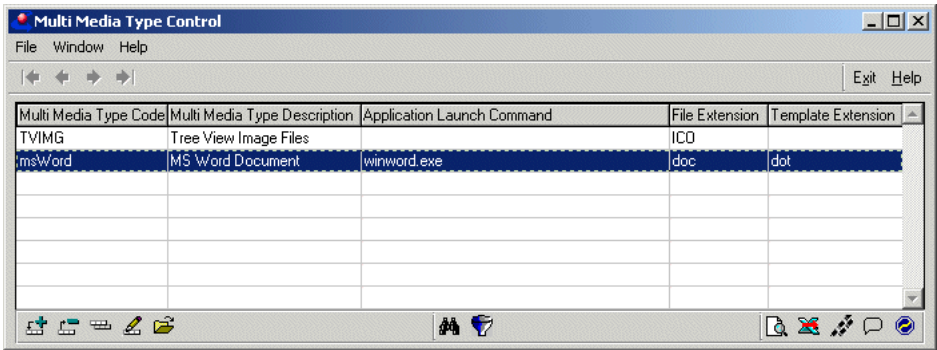 Multi Media Type Control
File Window Help
Exit Help
Multi Media Type Code Multi Media Type Description Application Launch Command File Extension Template Extension
TVIMG Tree View Image Files ICO
msWord MS Word Document winword.exe doc dot